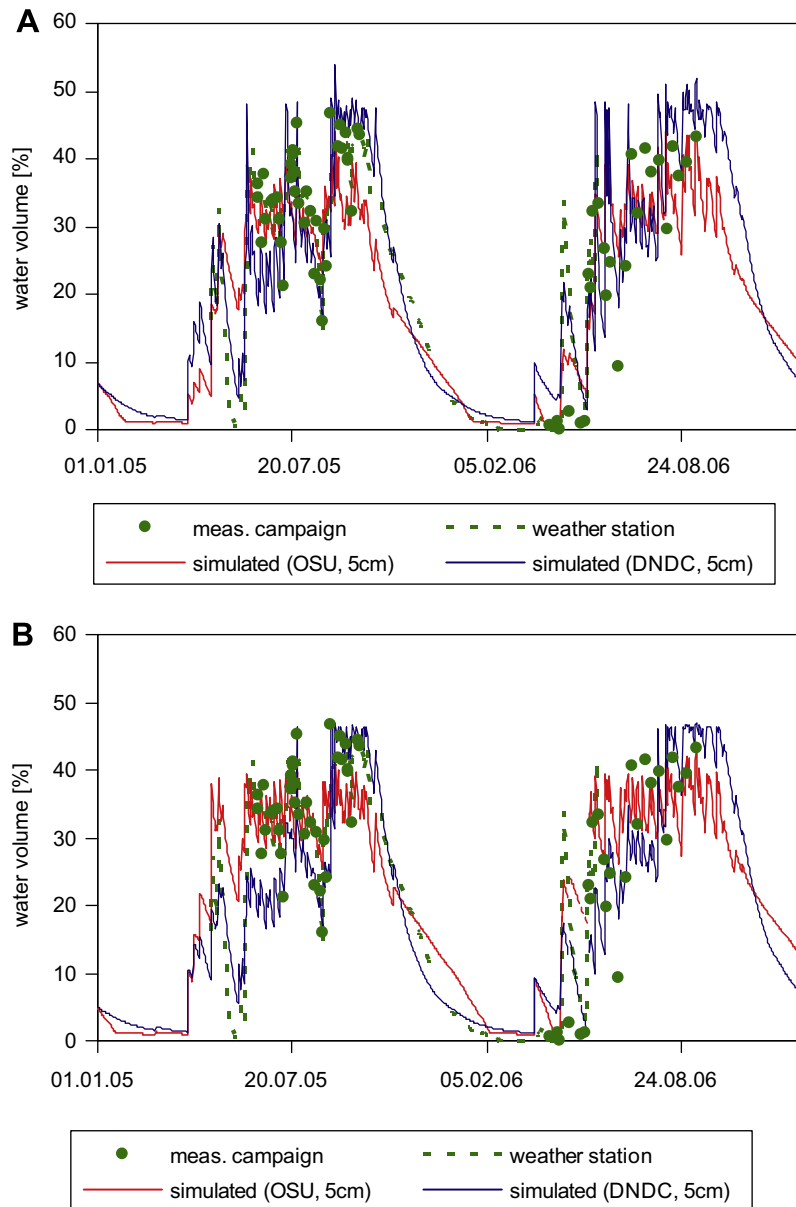 A
60
50
40
30
20
10
0
water volume [%]
01.01.05 20.07.05 05.02.06 24.08.06
meas. campaign weather station
simulated (OSU, 5cm) simulated (DNDC, 5cm)
B
60
50
40
30
20
10
0
water volume [%]
01.01.05 20.07.05 05.02.06 24.08.06
meas. campaign weather station
simulated (OSU, 5cm) simulated (DNDC, 5cm)